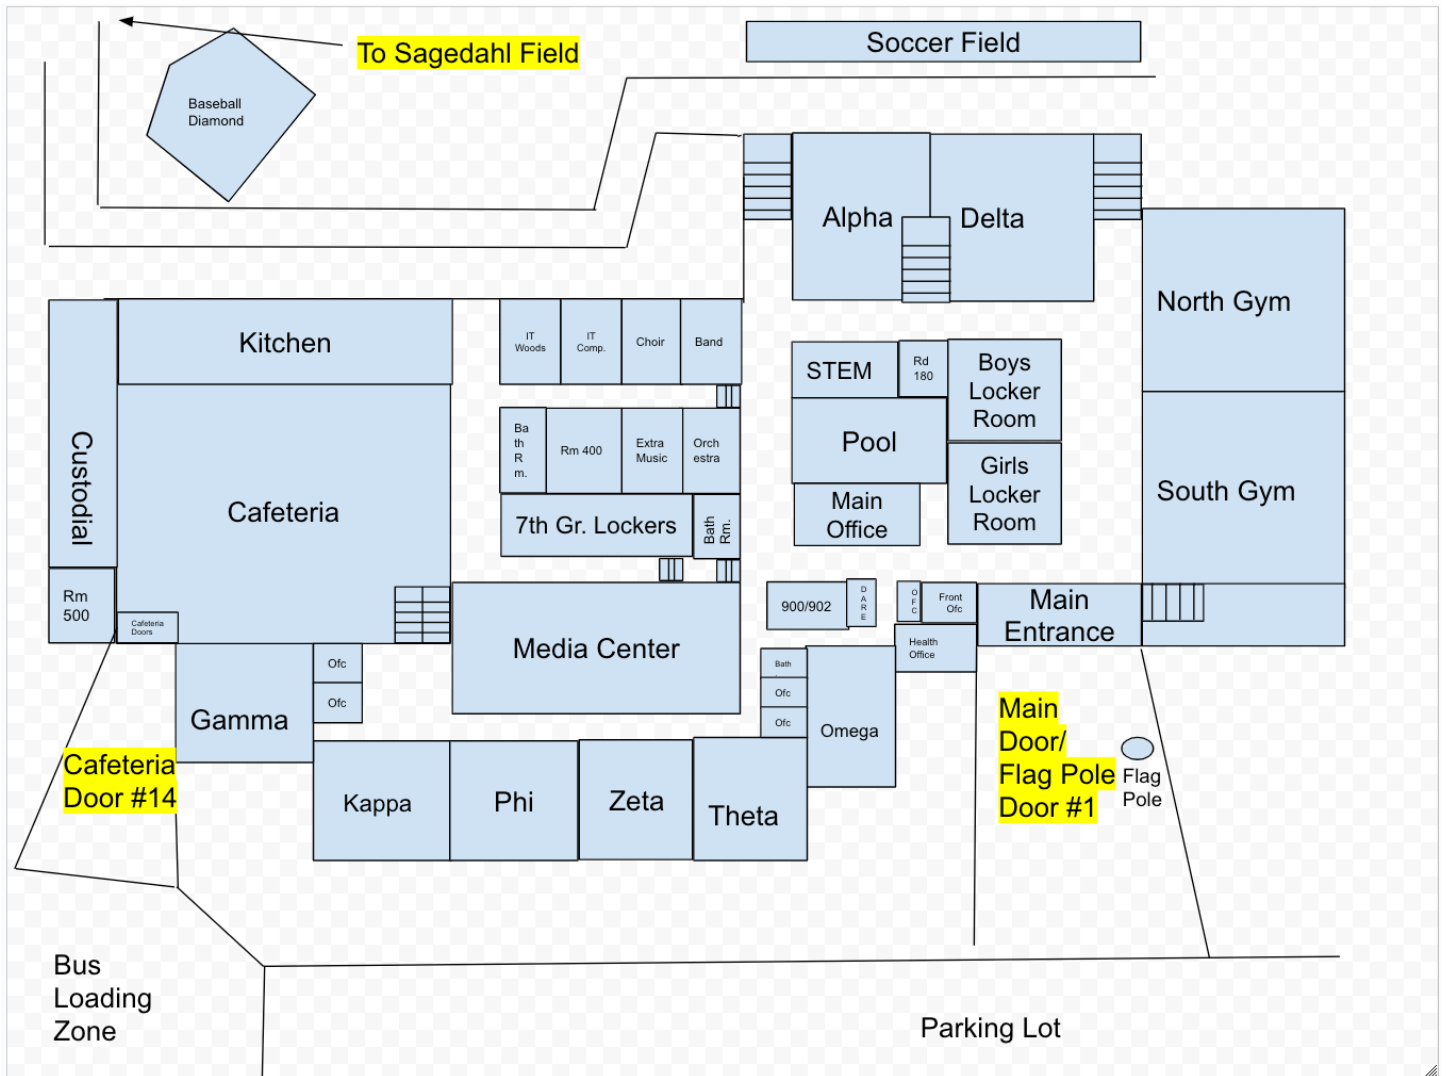 To Sagedahl Field
Soccer Field
Baseball
Diamond
Alpha
Delta
North Gym
Kitchen
IT
Woods
IT
Comp.
Choir
Band
STEM
Rd
180
Boys
Locker
Room
Custodial
Cafeteria
Ba
th
R
m.
Rm 400
Extra
Music
Orch
estra
Pool
Girls
Locker
Room
South Gym
Main
Office
7th Gr. Lockers
Bath
Rm.
Rm
500
Cafeteria
Doors
Media Center
900/902
D
A
R
E
O
F
C
Front
Ofc
Main
Entrance
Health
Office
Ofc
Ofc
Gamma
Bath
Ofc
Ofc
Omega
Main
Door/
Flag Pole
Door #1
Flag
Pole
Cafeteria
Door #14
Kappa
Phi
Zeta
Theta
Bus
Loading
Zone
Parking Lot